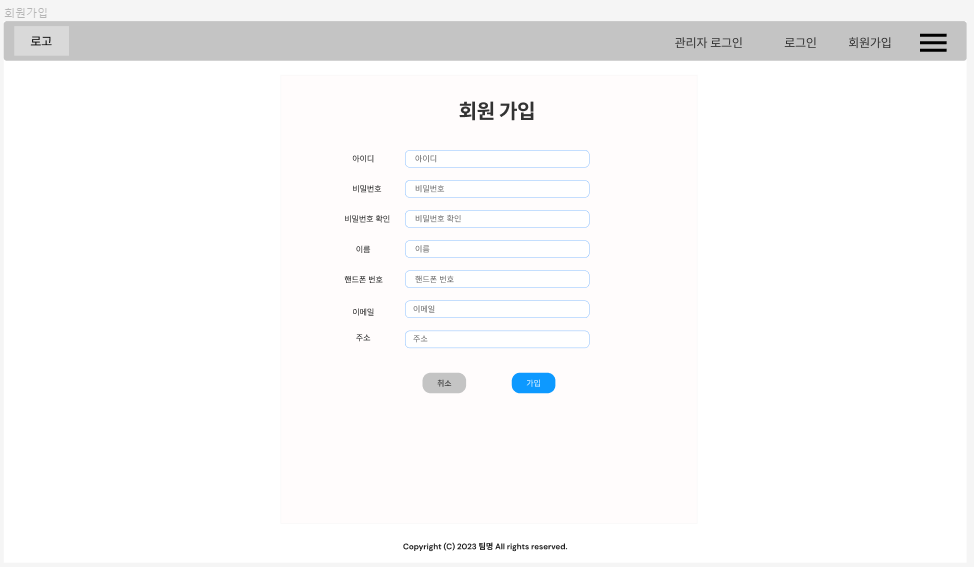 회원가입
로고 관리자 로그인 로그인 회원가입
회원 가입
아이디 아이디
비밀번호 비밀번호
비밀번호 확인 비밀번호 확인
이름 이름
핸드폰 번호 핸드폰 번호
이메일 이메일
주소 주소
취소 가입
Copyright (C) 2023 팀명 All rights reserved.